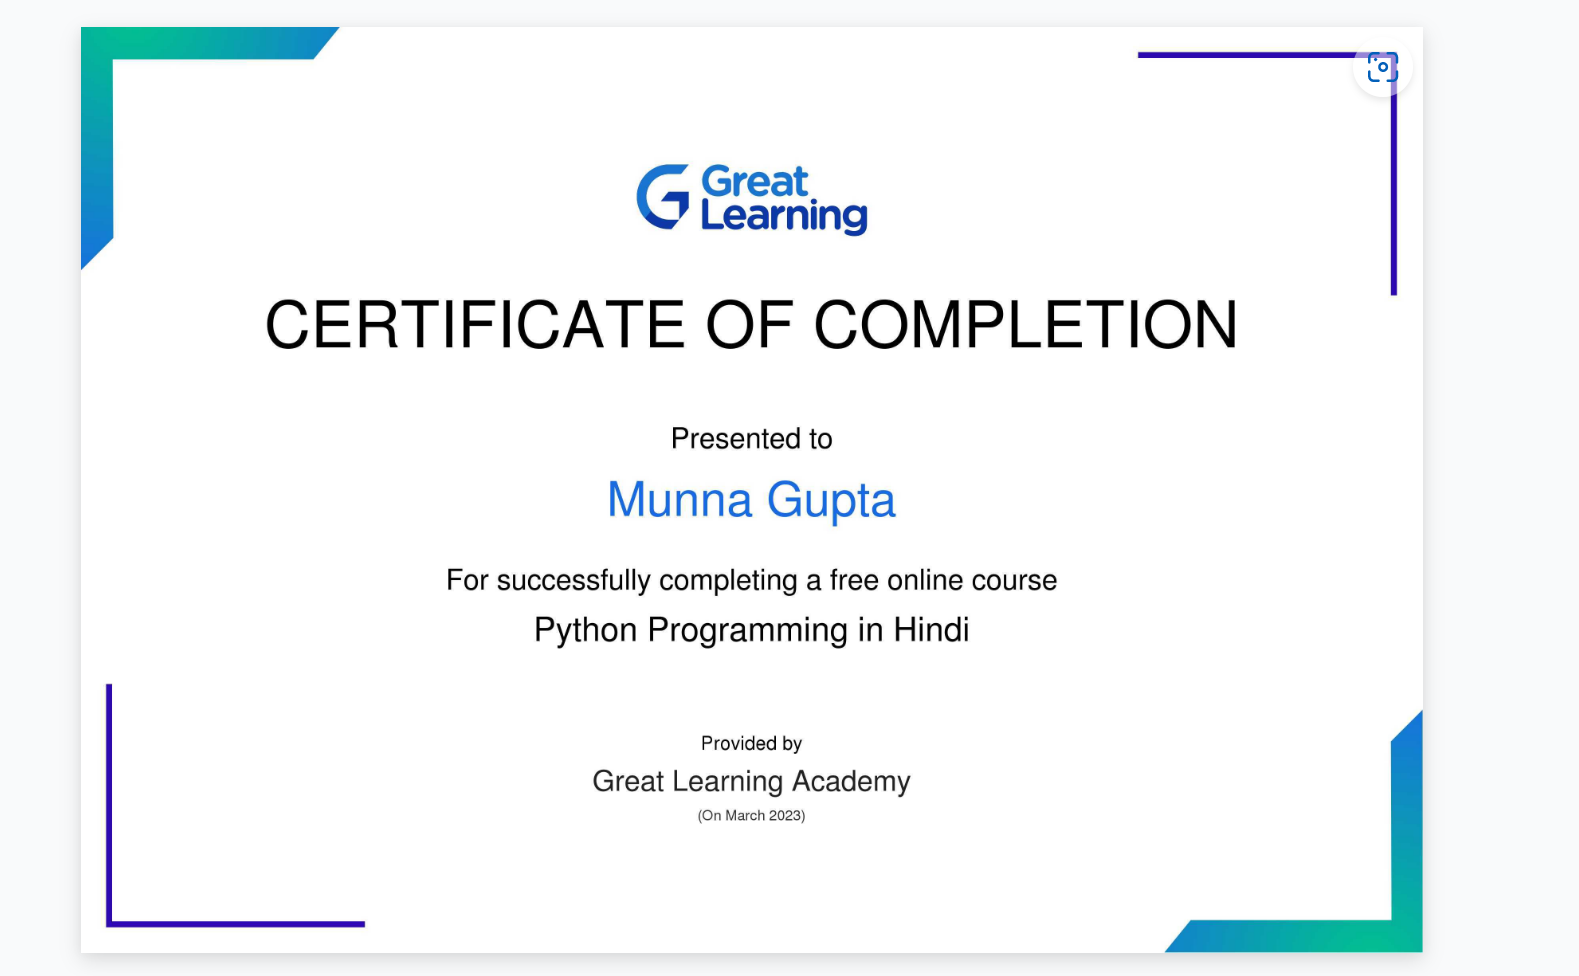 Great
Learning
CERTIFICATE OF COMPLETION
Presented to
Munna Gupta
For successfully completing a free online course
Python Programming in Hindi
Provided by
Great Learning Academy
(On March 2023)